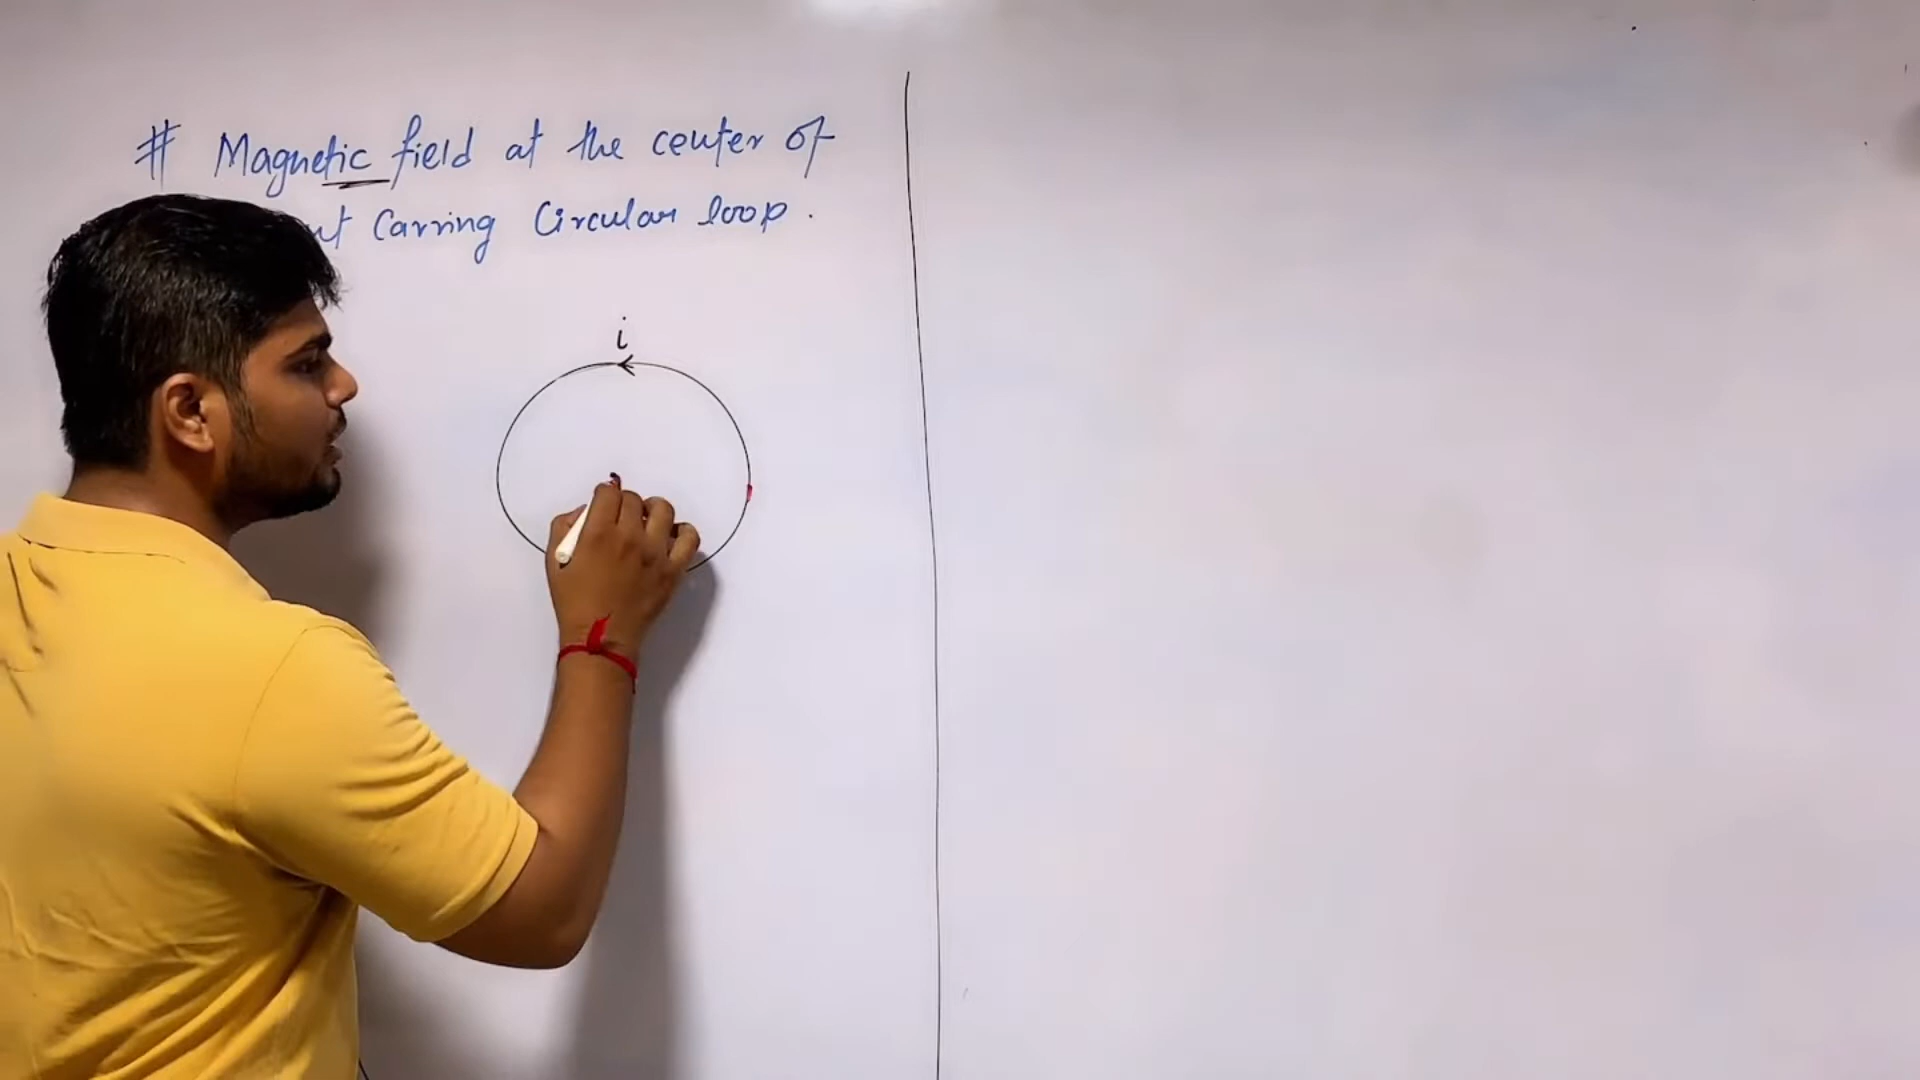 # Magnetic field at the center of
Carring Circular loop.
i